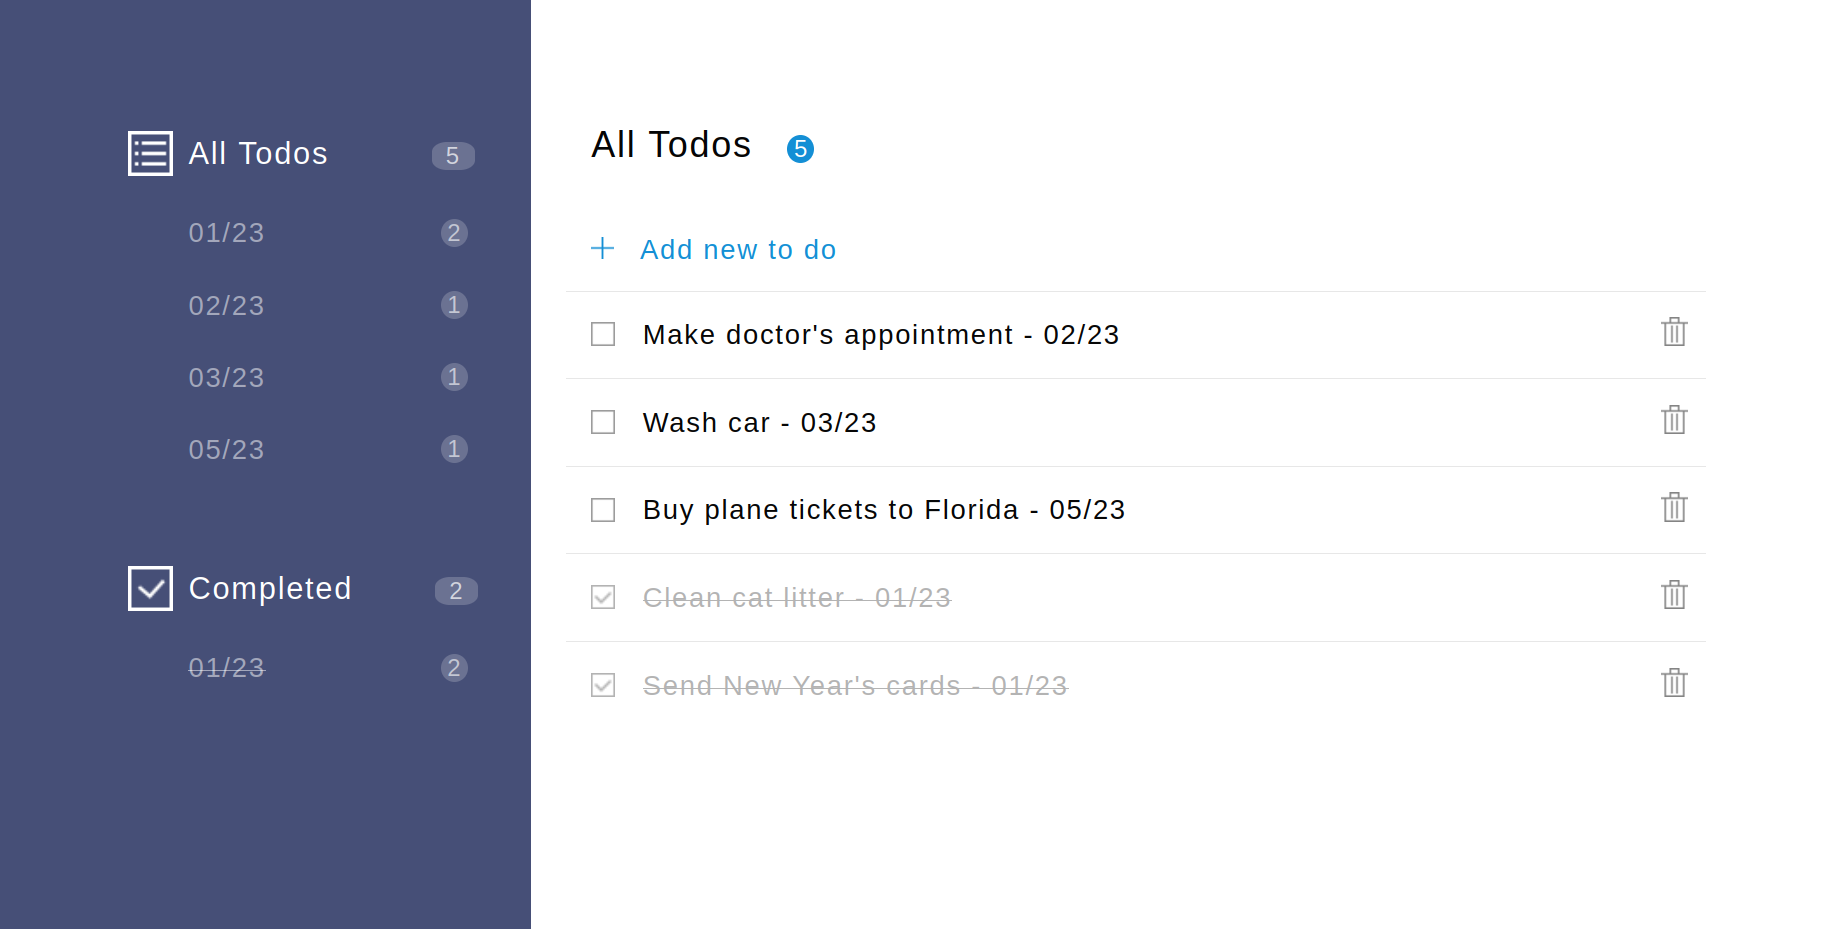 All Todos 5
01/23 2
02/23 1
03/23 1
05/23 1
Completed 2
01/23 2
All Todos 5
Add new to do
Make doctor's appointment - 02/23
Wash car - 03/23
Buy plane tickets to Florida - 05/23
Clean cat litter - 01/23
Send New Year's cards - 01/23